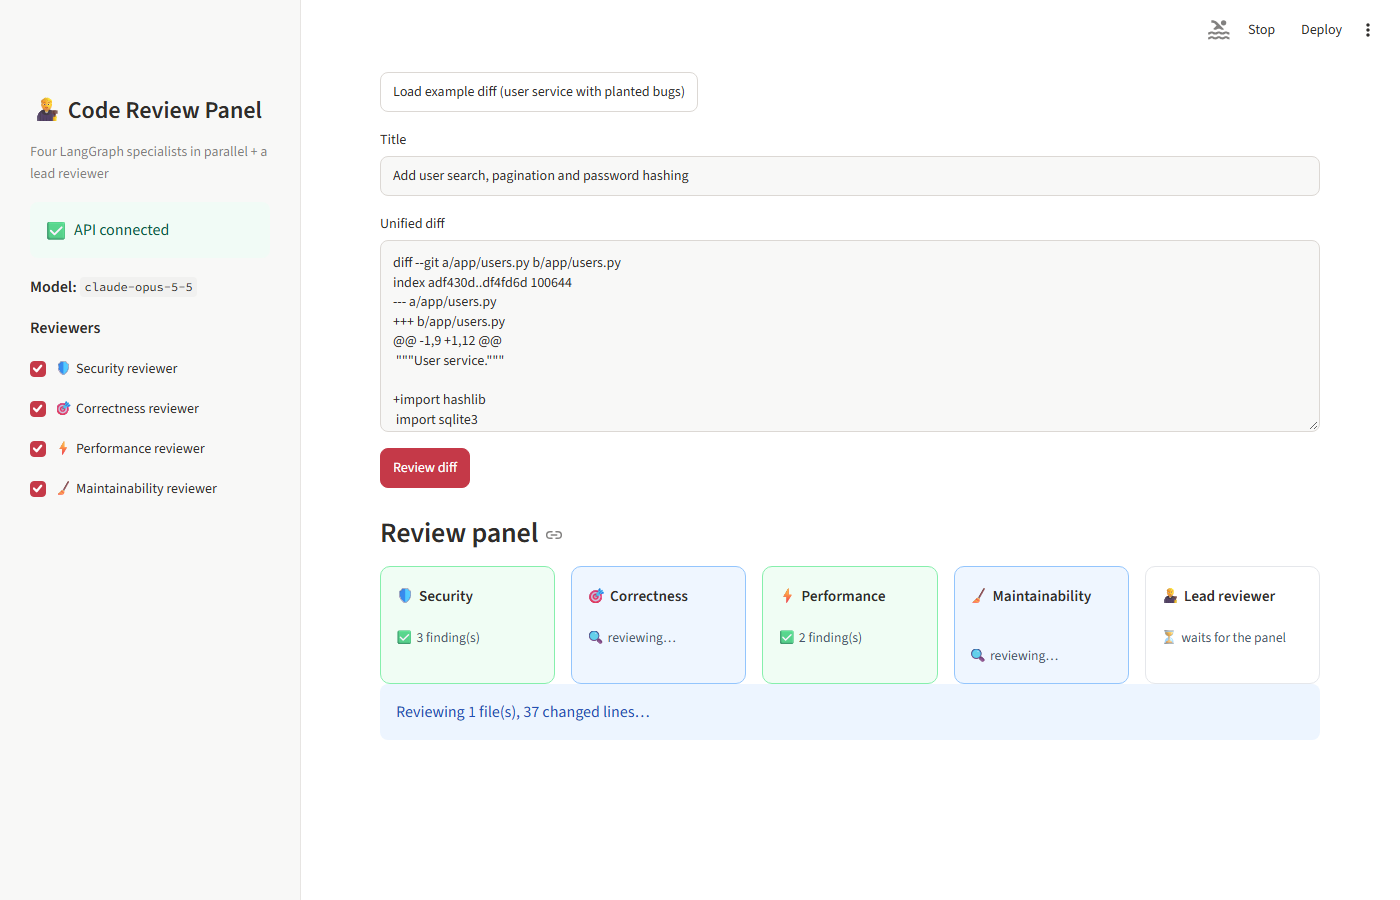 Stop
Deploy
Code Review Panel
Four LangGraph specialists in parallel + a
lead reviewer
API connected
Model: claude-opus-5-5
Reviewers
Security reviewer
Correctness reviewer
Performance reviewer
Maintainability reviewer
Load example diff (user service with planted bugs)
Title
Add user search, pagination and password hashing
Unified diff
diff --git a/app/users.py b/app/users.py
index adf430d..df4fd6d 100644
--- a/app/users.py
+++ b/app/users.py
@@ -1,9 +1,12 @@
"""User service."""
+import hashlib
import sqlite3
Review diff
Review panel
Security
3 finding(s)
Correctness
reviewing...
Performance
2 finding(s)
Maintainability
reviewing...
Lead reviewer
waits for the panel
Reviewing 1 file(s), 37 changed lines...